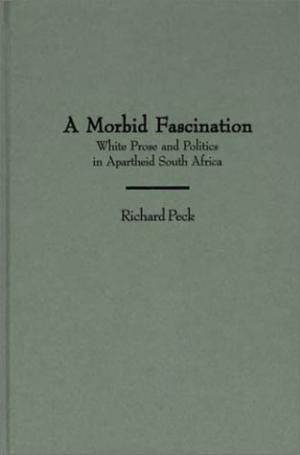 A Morbid Fascination
White Prose and Politics
in Apartheid South Africa
Richard Peck